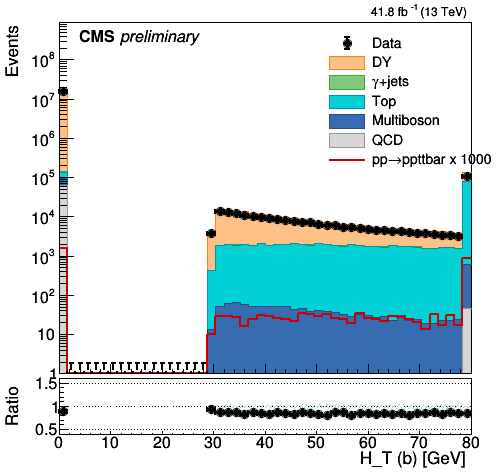 41.8 fb⁻¹ (13 TeV)
CMS preliminary
Events
Data
DY
γ+jets
Top
Multiboson
QCD
pp→ppttbar x 1000
10⁸
10⁷
10⁶
10⁵
10⁴
10³
10²
10
1
Ratio
1.5
1
0.5
0 10 20 30 40 50 60 70 80
H_T (b) [GeV]